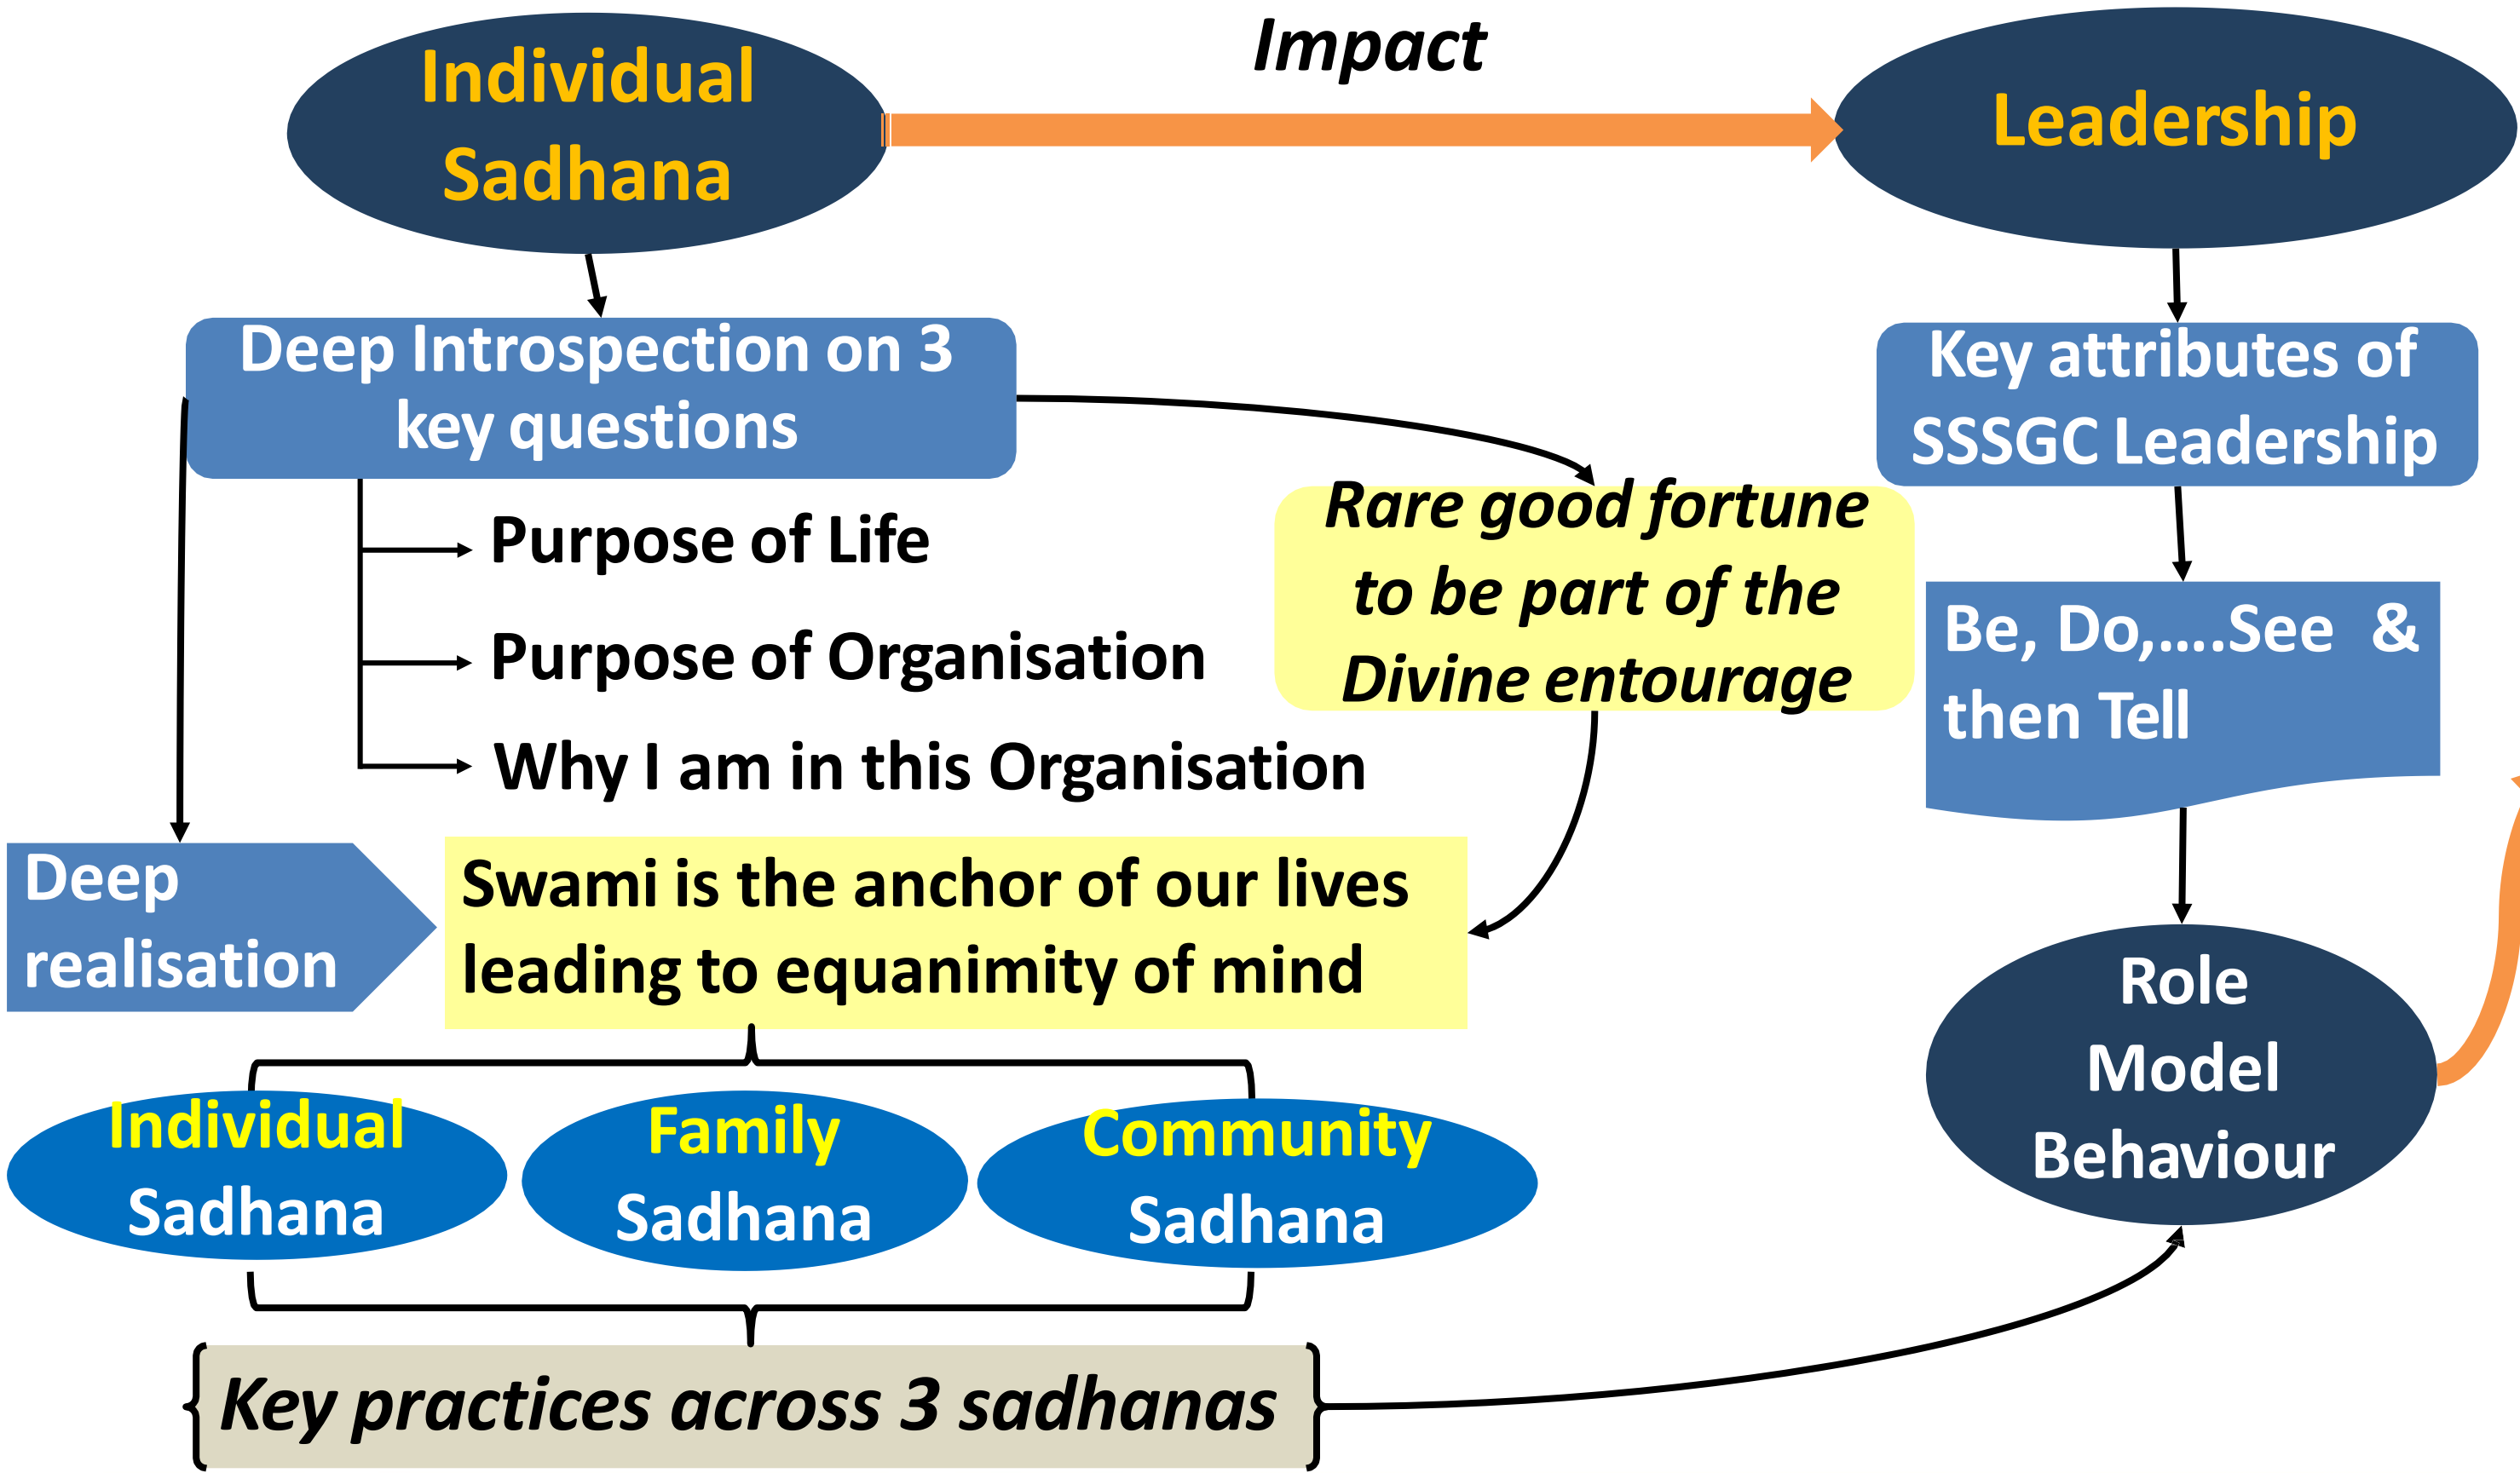 Individual
Sadhana
Impact
Leadership
Deep Introspection on 3
key questions
Key attributes of
SSSGC Leadership
Purpose of Life
Purpose of Organisation
Why I am in this Organisation
Rare good fortune
to be part of the
Divine entourage
Be, Do,.....See & 
then Tell
Deep
realisation
Swami is the anchor of our lives
leading to equanimity of mind
Role
Model
Behaviour
Individual
Sadhana
Family
Sadhana
Community
Sadhana
Key practices across 3 sadhanas